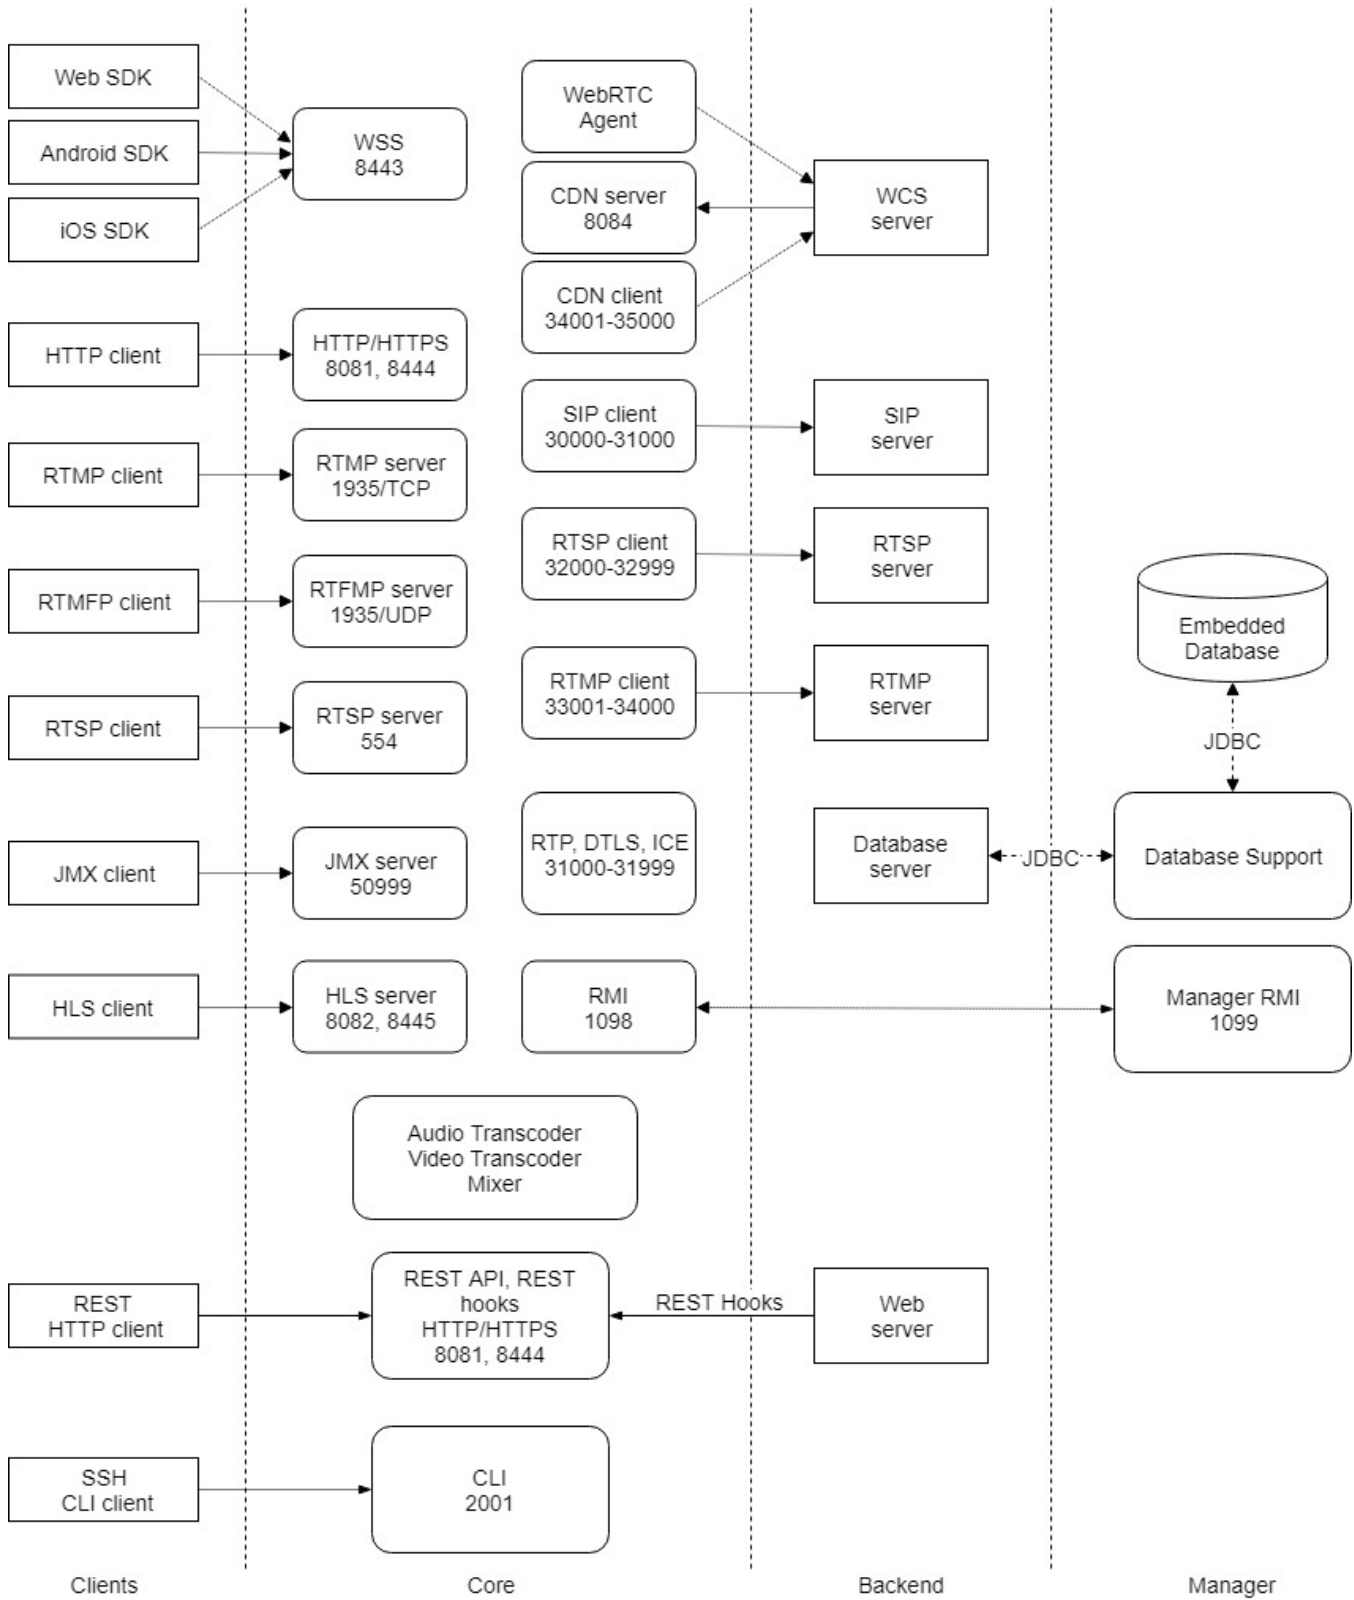 Web SDK
Android SDK
iOS SDK
WSS
8443
WebRTC
Agent
CDN server
8084
CDN client
34001-35000
WCS
server
HTTP client
HTTP/HTTPS
8081, 8444
SIP client
30000-31000
SIP
server
RTMP client
RTMP server
1935/TCP
RTSP client
32000-32999
RTSP
server
RTMFP client
RTFMP server
1935/UDP
Embedded
Database
RTMP client
33001-34000
RTMP
server
RTSP client
RTSP server
554
JDBC
JMX client
JMX server
50999
RTP, DTLS, ICE
31000-31999
Database
server
JDBC
Database Support
HLS client
HLS server
8082, 8445
RMI
1098
Manager RMI
1099
Audio Transcoder
Video Transcoder
Mixer
REST
HTTP client
REST API, REST
hooks
HTTP/HTTPS
8081, 8444
REST Hooks
Web
server
SSH
CLI client
CLI
2001
Clients
Core
Backend
Manager